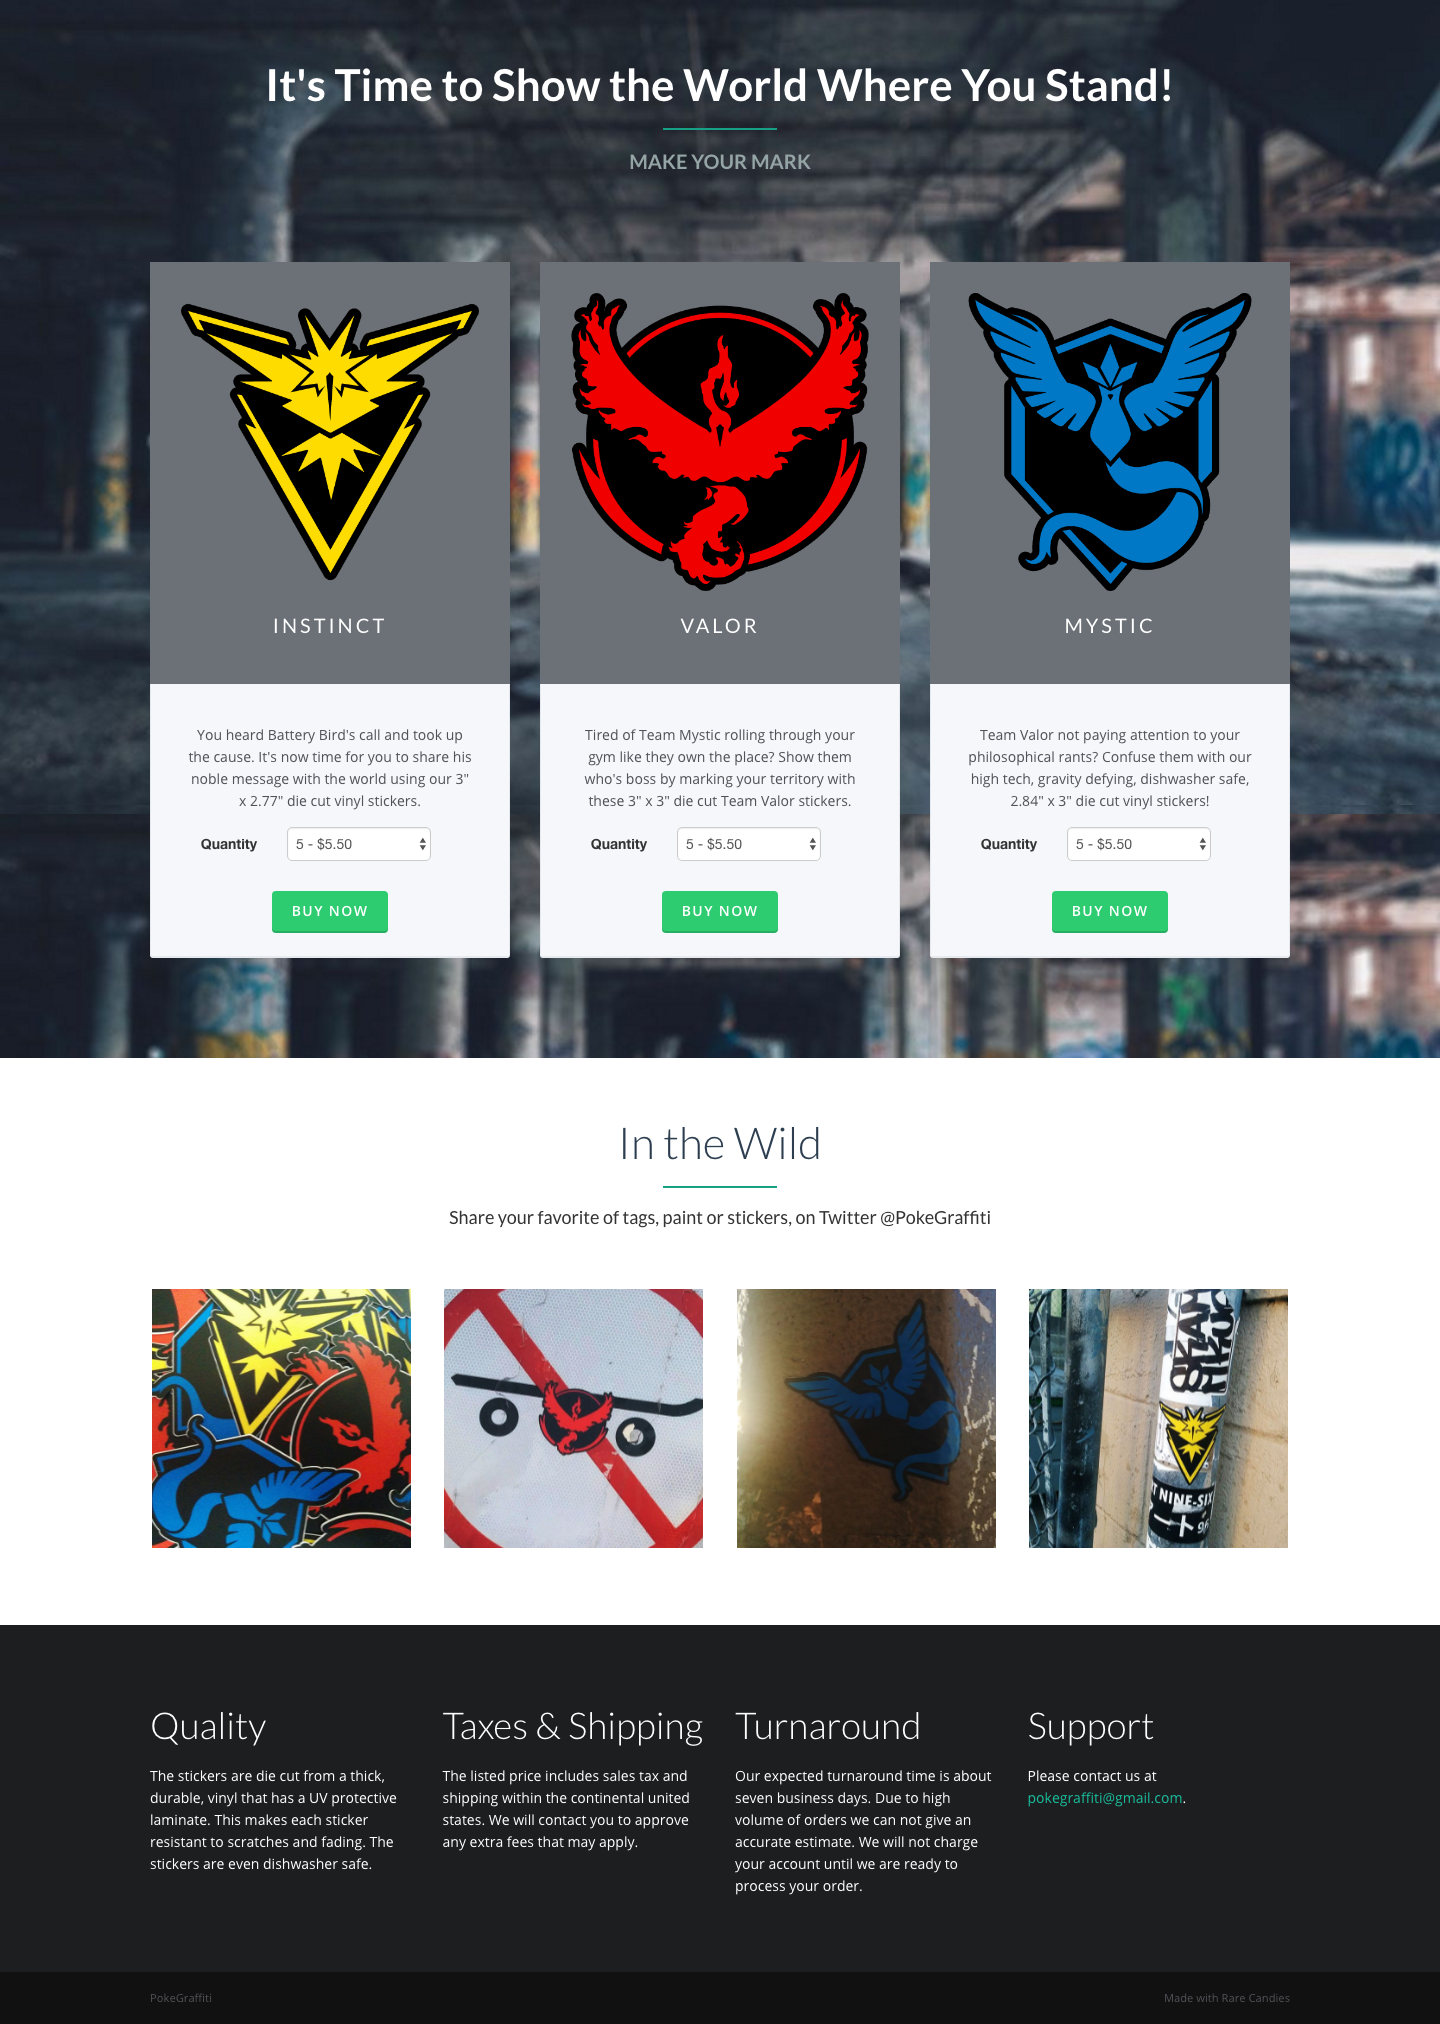 It's Time to Show the World Where You Stand!
MAKE YOUR MARK
INSTINCT
You heard Battery Bird's call and took up
the cause. It's now time for you to share his
noble message with the world using our 3"
x 2.77" die cut vinyl stickers.
Quantity 5 - $5.50
BUY NOW
VALOR
Tired of Team Mystic rolling through your
gym like they own the place? Show them
who's boss by marking your territory with
these 3" x 3" die cut Team Valor stickers.
Quantity 5 - $5.50
BUY NOW
MYSTIC
Team Valor not paying attention to your
philosophical rants? Confuse them with our
high tech, gravity defying, dishwasher safe,
2.84" x 3" die cut vinyl stickers!
Quantity 5 - $5.50
BUY NOW
In the Wild
Share your favorite of tags, paint or stickers, on Twitter @PokeGraffiti
T NINE-SIX
96
Quality
The stickers are die cut from a thick,
durable, vinyl that has a UV protective
laminate. This makes each sticker
resistant to scratches and fading. The
stickers are even dishwasher safe.
Taxes & Shipping
The listed price includes sales tax and
shipping within the continental united
states. We will contact you to approve
any extra fees that may apply.
Turnaround
Our expected turnaround time is about
seven business days. Due to high
volume of orders we can not give an
accurate estimate. We will not charge
your account until we are ready to
process your order.
Support
Please contact us at
pokegraffiti@gmail.com.
PokeGraffiti
Made with Rare Candies